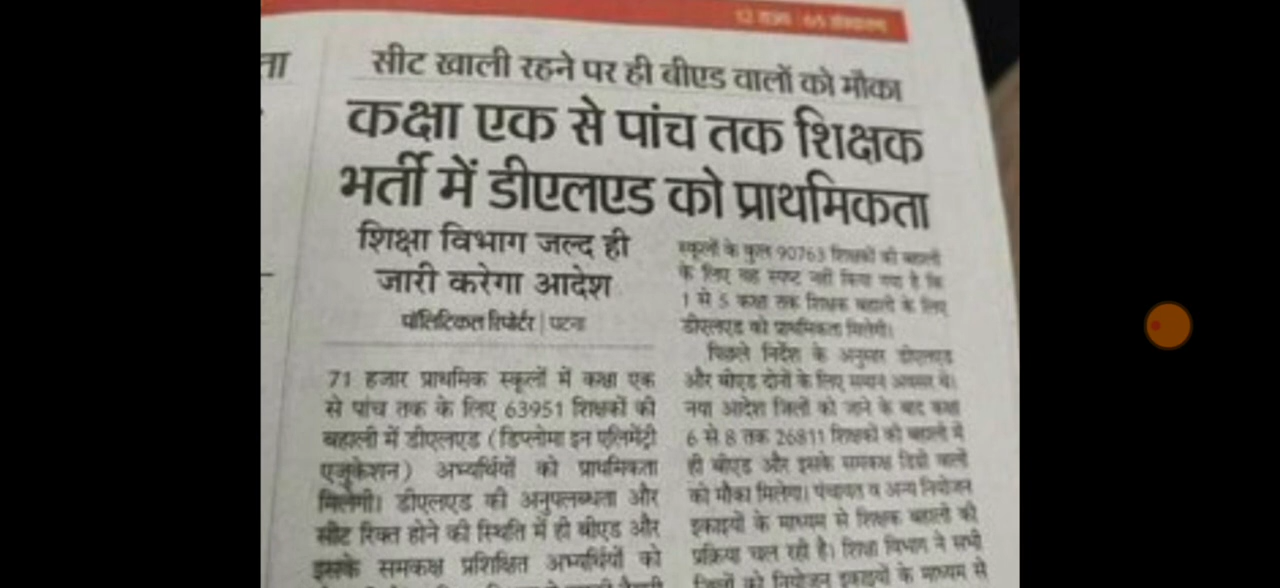 12 राज्य | 65 संस्करण
ता
सीट खाली रहने पर ही बीएड वालों को मौका
कक्षा एक से पांच तक शिक्षक
भर्ती में डीएलएड को प्राथमिकता
शिक्षा विभाग जल्द ही
जारी करेगा आदेश
पॉलिटिकल रिपोर्टर | पटना
71 हजार प्राथमिक स्कूलों में कक्षा एक
से पांच तक के लिए 63951 शिक्षकों की
बहाली में डीएलएड (डिप्लोमा इन एलिमेंट्री
एजुकेशन) अभ्यर्थियों को प्राथमिकता
मिलेगी। डीएलएड की अनुपलब्धता और
सीट रिक्त होने की स्थिति में ही बीएड और
इसके समकक्ष प्रशिक्षित अभ्यर्थियों को
स्कूलों के कुल 90763 शिक्षकों की बहाली
के लिए यह स्पष्ट नहीं किया गया है कि
1 से 5 कक्षा तक शिक्षक बहाली के लिए
डीएलएड को प्राथमिकता मिलेगी।
पिछले निर्देश के अनुसार डीएलएड
और बीएड दोनों के लिए समान अवसर थे।
नया आदेश जिलों को जाने के बाद कक्षा
6 से 8 तक 26811 शिक्षकों की बहाली में
ही बीएड और इसके समकक्ष डिग्री वालों
को मौका मिलेगा। पंचायत व अन्य नियोजन
इकाइयों के माध्यम से शिक्षक बहाली की
प्रक्रिया चल रही है। शिक्षा विभाग ने सभी
जिलों को नियोजन इकाइयों के माध्यम से